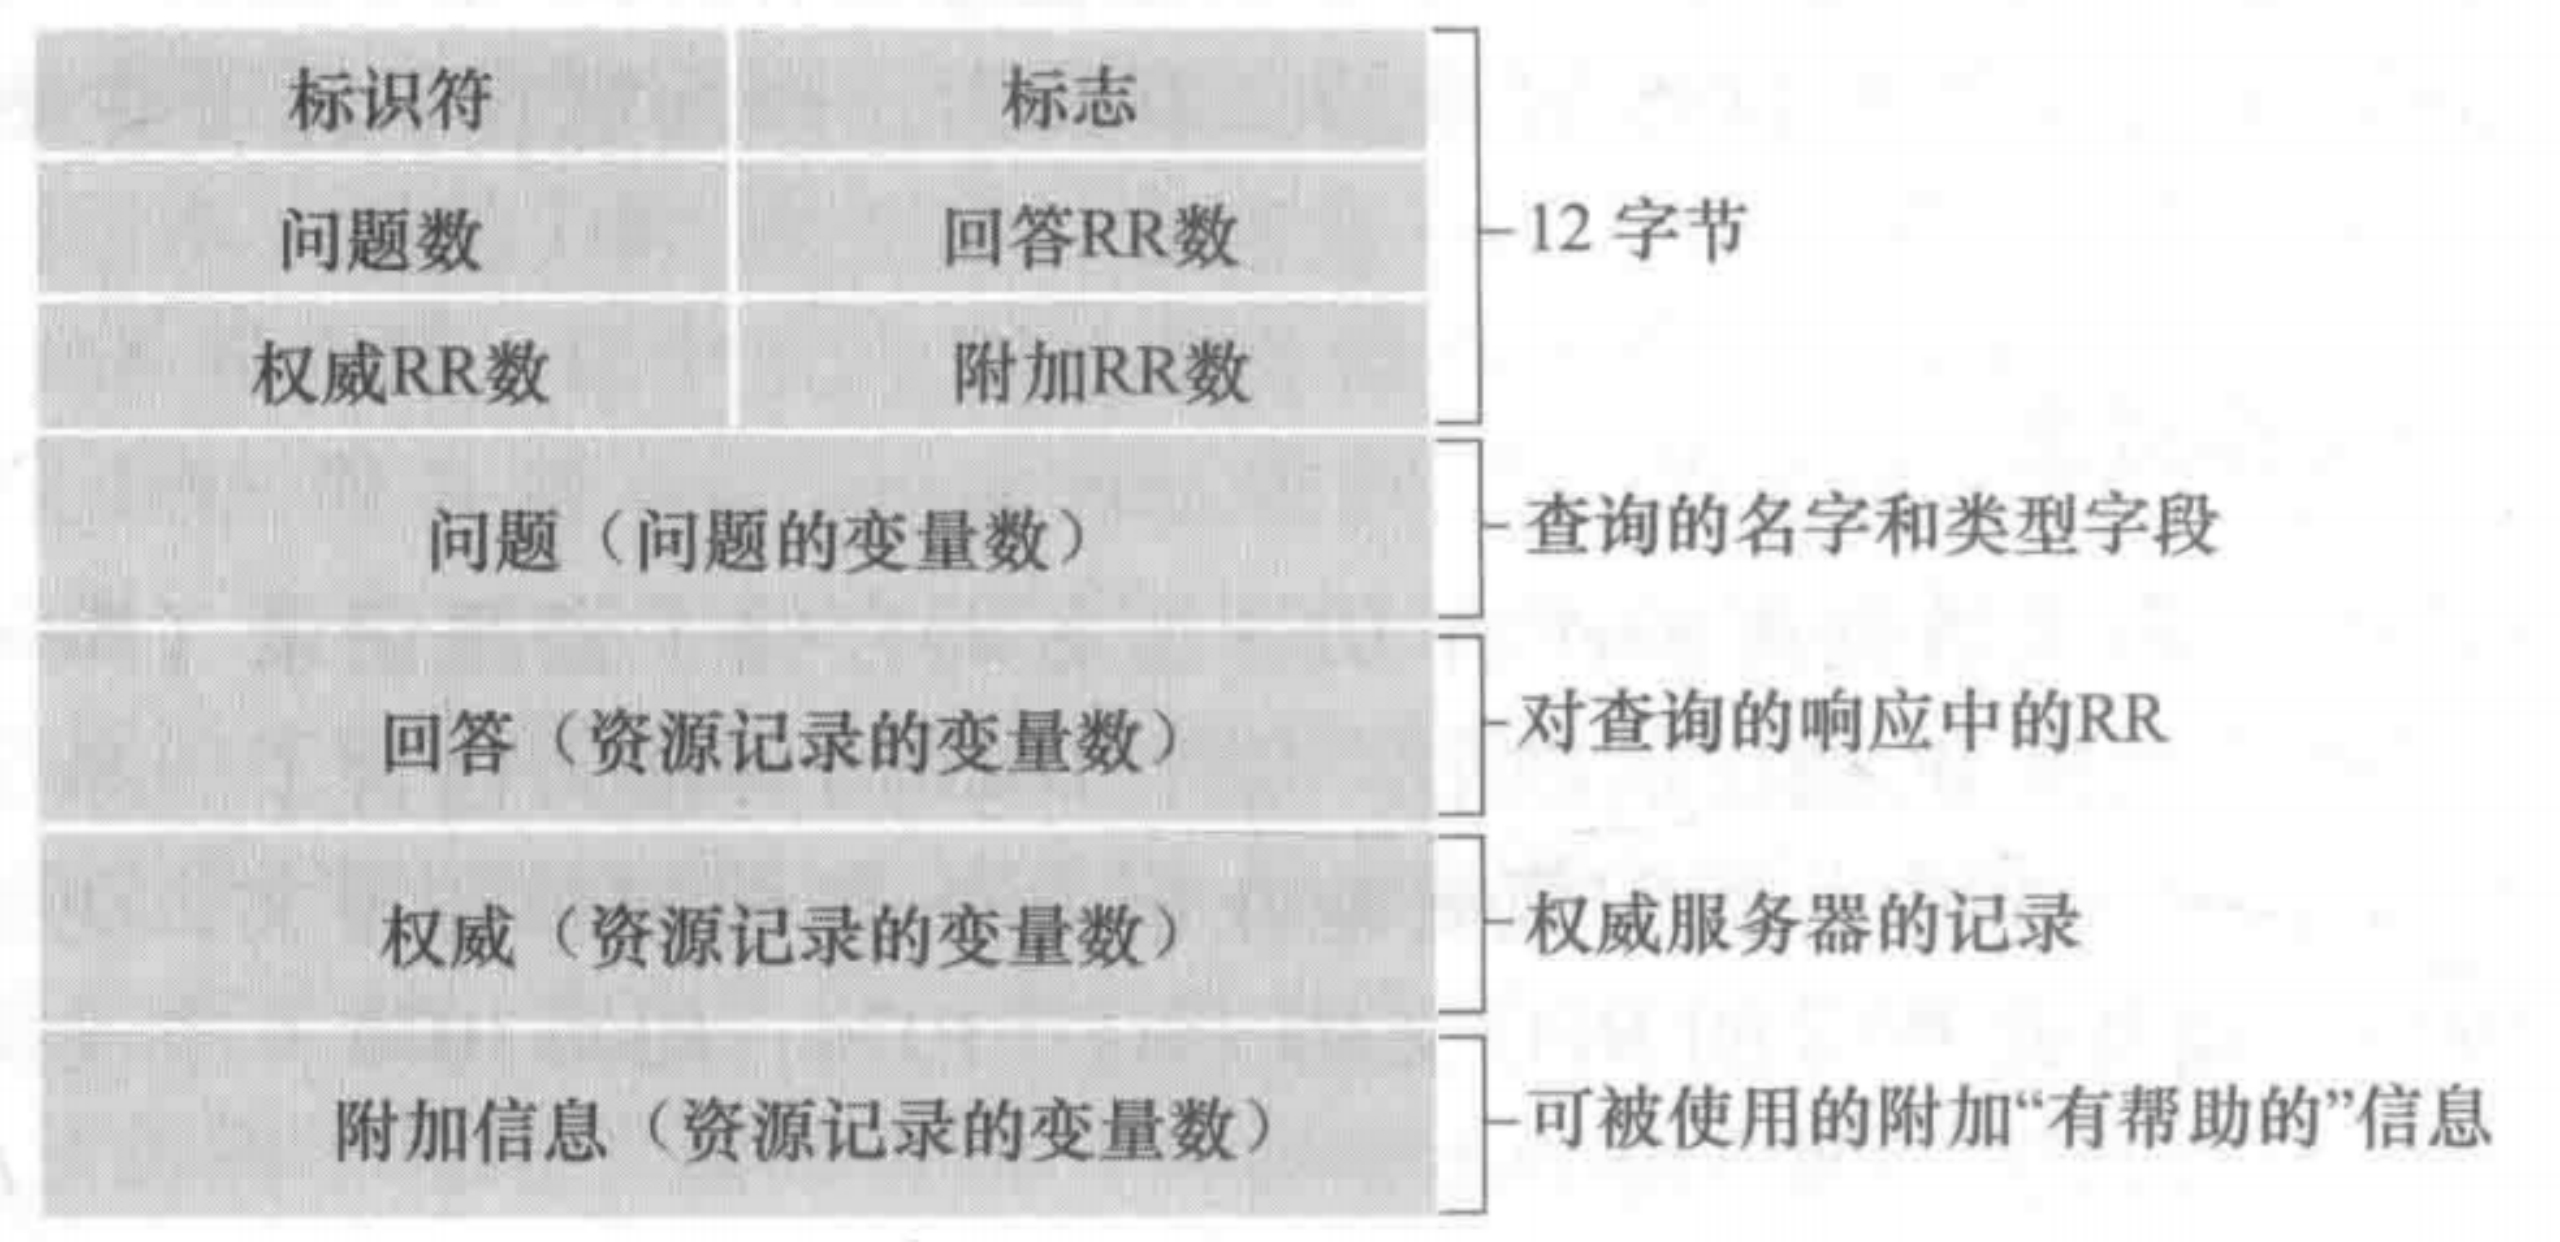 标识符 标志
问题数 回答RR数
12 字节
权威RR数 附加RR数
问题（问题的变量数）
查询的名字和类型字段
回答（资源记录的变量数）
对查询的响应中的RR
权威（资源记录的变量数）
权威服务器的记录
附加信息（资源记录的变量数）
可被使用的附加“有帮助的”信息